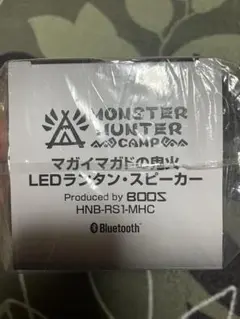 MONSTER
HUNTER
CAMP
マガイマガドの鬼火
LEDランタン・スピーカー
Produced by BOOS
HNB-RS1-MHC
Bluetooth